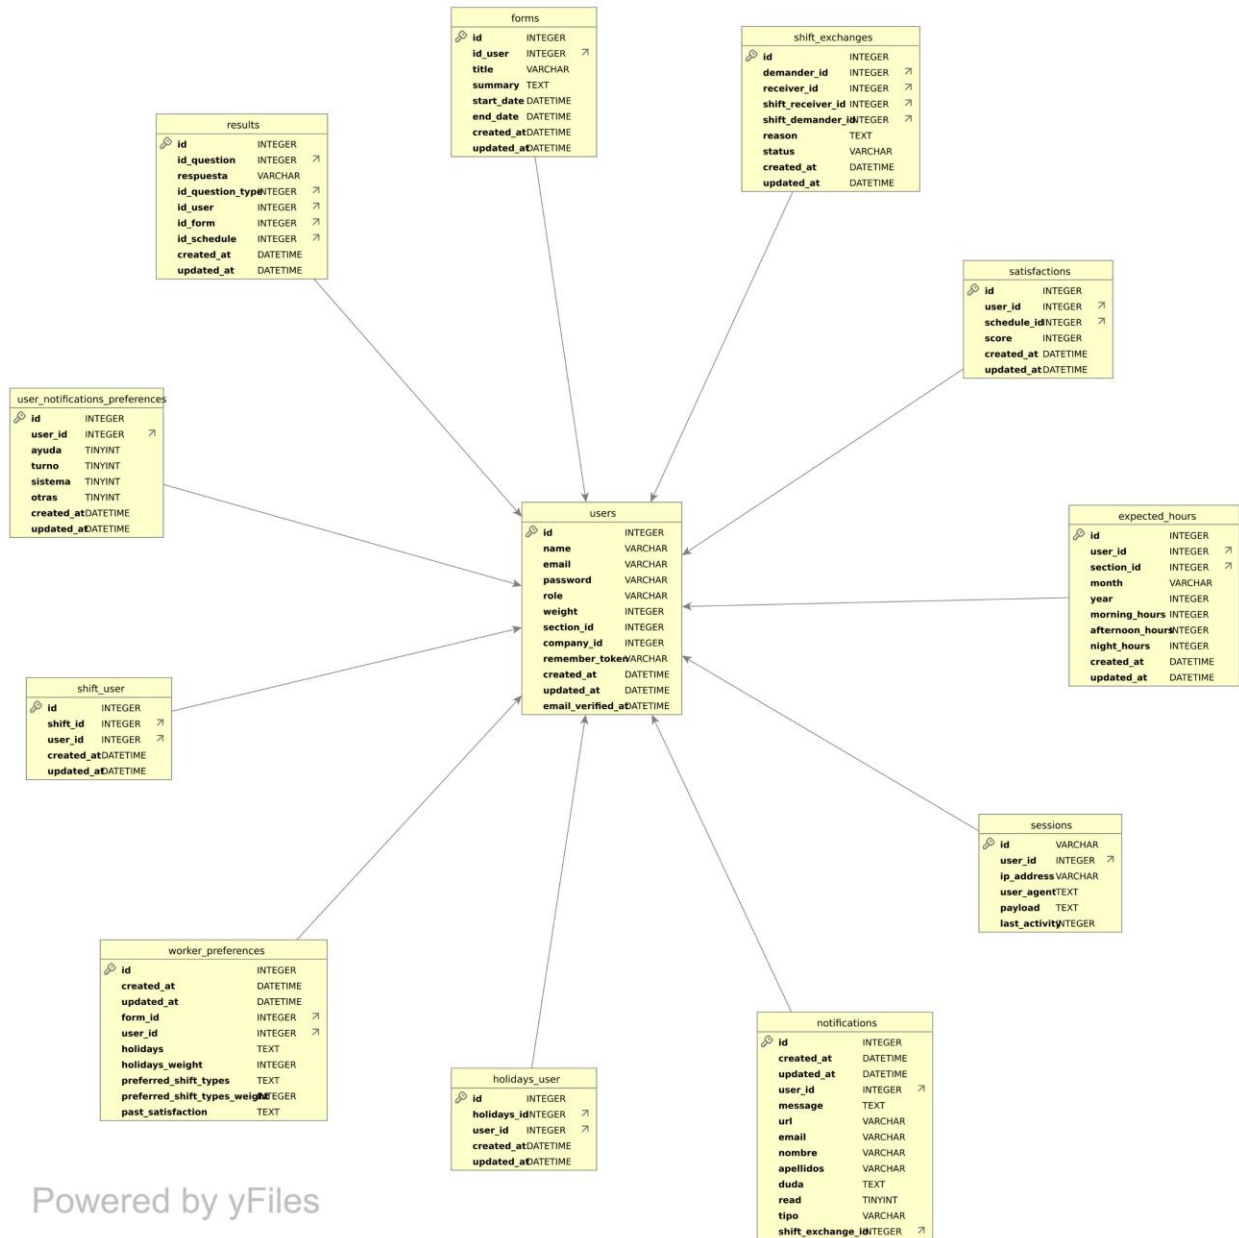 forms
id INTEGER
id_user INTEGER
title VARCHAR
summary TEXT
start_date DATETIME
end_date DATETIME
created_at DATETIME
updated_at DATETIME
shift_exchanges
id INTEGER
demander_id INTEGER
receiver_id INTEGER
shift_receiver_id INTEGER
shift_demander_id INTEGER
reason TEXT
status VARCHAR
created_at DATETIME
updated_at DATETIME
results
id INTEGER
id_question INTEGER
respuesta VARCHAR
id_question_type INTEGER
id_user INTEGER
id_form INTEGER
id_schedule INTEGER
created_at DATETIME
updated_at DATETIME
satisfactions
id INTEGER
user_id INTEGER
schedule_id INTEGER
score INTEGER
created_at DATETIME
updated_at DATETIME
user_notifications_preferences
id INTEGER
user_id INTEGER
ayuda TINYINT
turno TINYINT
sistema TINYINT
otras TINYINT
created_at DATETIME
updated_at DATETIME
users
id INTEGER
name VARCHAR
email VARCHAR
password VARCHAR
role VARCHAR
weight INTEGER
section_id INTEGER
company_id INTEGER
remember_token VARCHAR
created_at DATETIME
updated_at DATETIME
email_verified_at DATETIME
expected_hours
id INTEGER
user_id INTEGER
section_id INTEGER
month VARCHAR
year INTEGER
morning_hours INTEGER
afternoon_hours INTEGER
night_hours INTEGER
created_at DATETIME
updated_at DATETIME
shift_user
id INTEGER
shift_id INTEGER
user_id INTEGER
created_at DATETIME
updated_at DATETIME
sessions
id VARCHAR
user_id INTEGER
ip_address VARCHAR
user_agent TEXT
payload TEXT
last_activity INTEGER
worker_preferences
id INTEGER
created_at DATETIME
updated_at DATETIME
form_id INTEGER
user_id INTEGER
holidays TEXT
holidays_weight INTEGER
preferred_shift_types TEXT
preferred_shift_types_weight INTEGER
past_satisfaction TEXT
holidays_user
id INTEGER
holidays_id INTEGER
user_id INTEGER
created_at DATETIME
updated_at DATETIME
notifications
id INTEGER
created_at DATETIME
updated_at DATETIME
user_id INTEGER
message TEXT
url VARCHAR
email VARCHAR
nombre VARCHAR
apellidos VARCHAR
duda TEXT
read TINYINT
tipo VARCHAR
shift_exchange_id INTEGER
Powered by yFiles